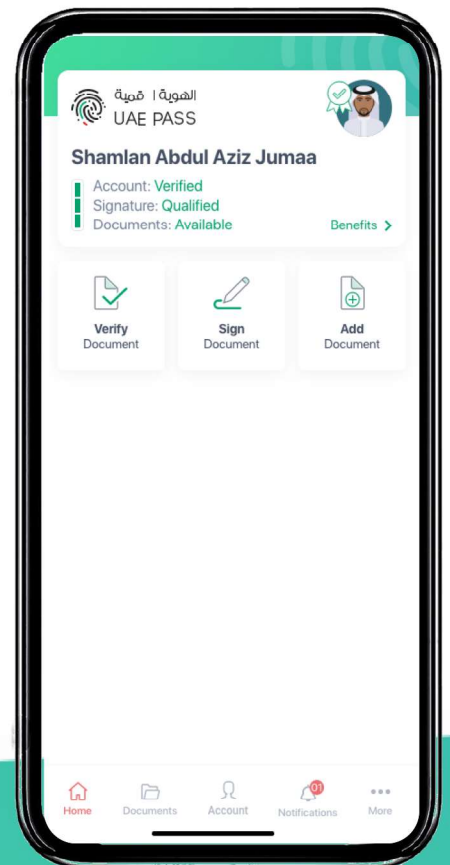 الهوية ا قمية
UAE PASS
Shamlan Abdul Aziz Jumaa
Account: Verified
Signature: Qualified
Documents: Available
Benefits >
Verify
Document
Sign
Document
Add
Document
01
Home
Documents
Account
Notifications
More